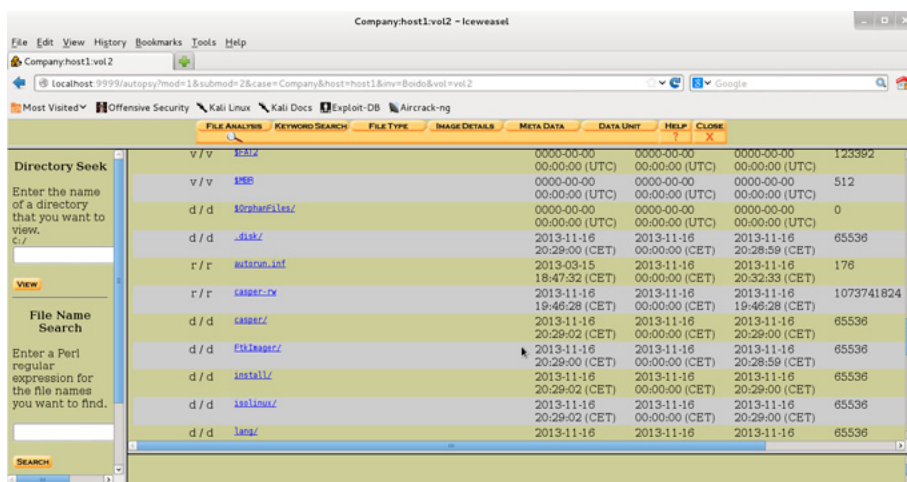 Company:host1:vol2 - Iceweasel
File Edit View History Bookmarks Tools Help
Company:host1:vol2
localhost:9999/autopsy?mod=1&submod=2&case=Company&host=host1&inv=Boido&vol=vol2
Google
Most Visited Offensive Security Kali Linux Kali Docs Exploit-DB Aircrack-ng
FILE ANALYSIS KEYWORD SEARCH FILE TYPE IMAGE DETAILS META DATA DATA UNIT HELP CLOSE
? X
Directory Seek
Enter the name
of a directory
that you want to
view.
C:/
VIEW
File Name
Search
Enter a Perl
regular
expression for
the file names
you want to find.
SEARCH
v / v $FAT2 0000-00-00 0000-00-00 0000-00-00 123392
00:00:00 (UTC) 00:00:00 (UTC) 00:00:00 (UTC)
v / v $MBR 0000-00-00 0000-00-00 0000-00-00 512
00:00:00 (UTC) 00:00:00 (UTC) 00:00:00 (UTC)
d / d $OrphanFiles/ 0000-00-00 0000-00-00 0000-00-00 0
00:00:00 (UTC) 00:00:00 (UTC) 00:00:00 (UTC)
d / d .disk/ 2013-11-16 2013-11-16 2013-11-16 65536
20:29:00 (CET) 00:00:00 (CET) 20:28:59 (CET)
r / r autorun.inf 2013-03-15 2013-11-16 2013-11-16 176
18:47:32 (CET) 00:00:00 (CET) 20:32:33 (CET)
r / r casper-rw 2013-11-16 2013-11-16 2013-11-16 1073741824
19:46:28 (CET) 00:00:00 (CET) 19:46:28 (CET)
d / d casper/ 2013-11-16 2013-11-16 2013-11-16 65536
20:29:02 (CET) 00:00:00 (CET) 20:29:00 (CET)
d / d FtkImager/ 2013-11-16 2013-11-16 2013-11-16 65536
20:29:00 (CET) 00:00:00 (CET) 20:28:59 (CET)
d / d install/ 2013-11-16 2013-11-16 2013-11-16 65536
20:29:02 (CET) 00:00:00 (CET) 20:29:00 (CET)
d / d isolinux/ 2013-11-16 2013-11-16 2013-11-16 65536
20:29:02 (CET) 00:00:00 (CET) 20:29:00 (CET)
d / d lang/ 2013-11-16 2013-11-16 2013-11-16 65536